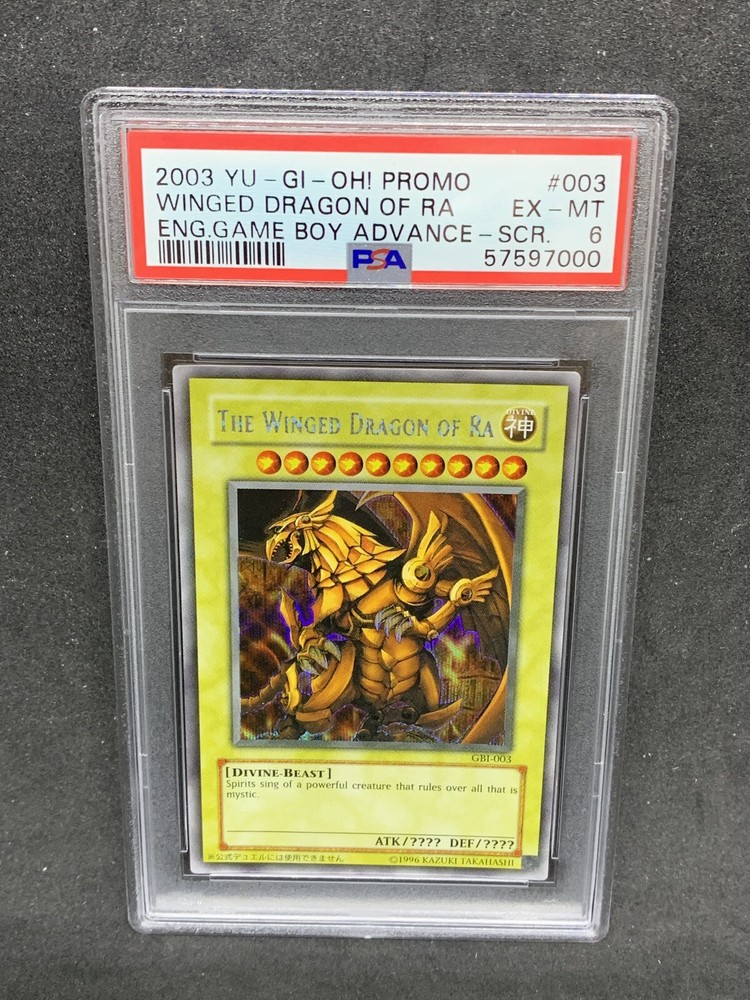 2003 YU-GI-OH! PROMO #003
WINGED DRAGON OF RA EX-MT
ENG.GAME BOY ADVANCE-SCR. 6
PSA 57597000
THE WINGED DRAGON OF RA
DIVINE
神
GBI-003
[DIVINE-BEAST]
Spirits sing of a powerful creature that rules over all that is
mystic.
ATK/???? DEF/????
※公式デュエルには使用できません ©1996 KAZUKI TAKAHASHI